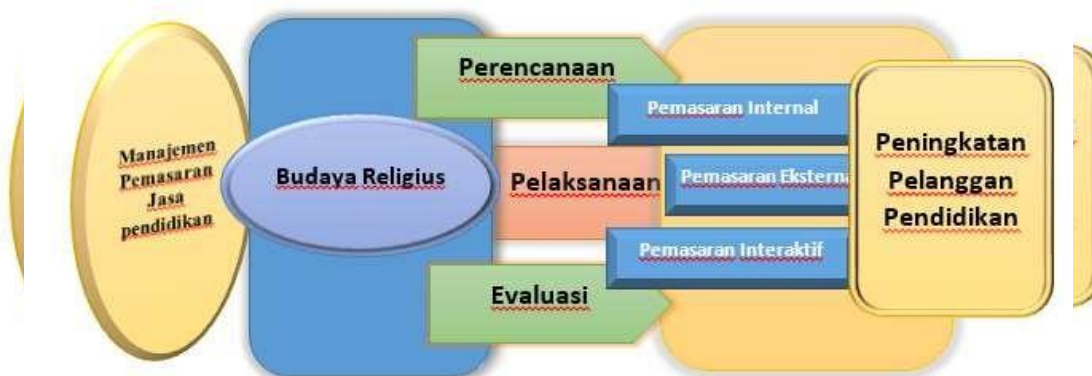 Manajemen
Pemasaran
Jasa
pendidikan
Budaya Religius
Perencanaan
Pelaksanaan
Evaluasi
Pemasaran Internal
Pemasaran Eksterna
Pemasaran Interaktif
Peningkatan
Pelanggan
Pendidikan